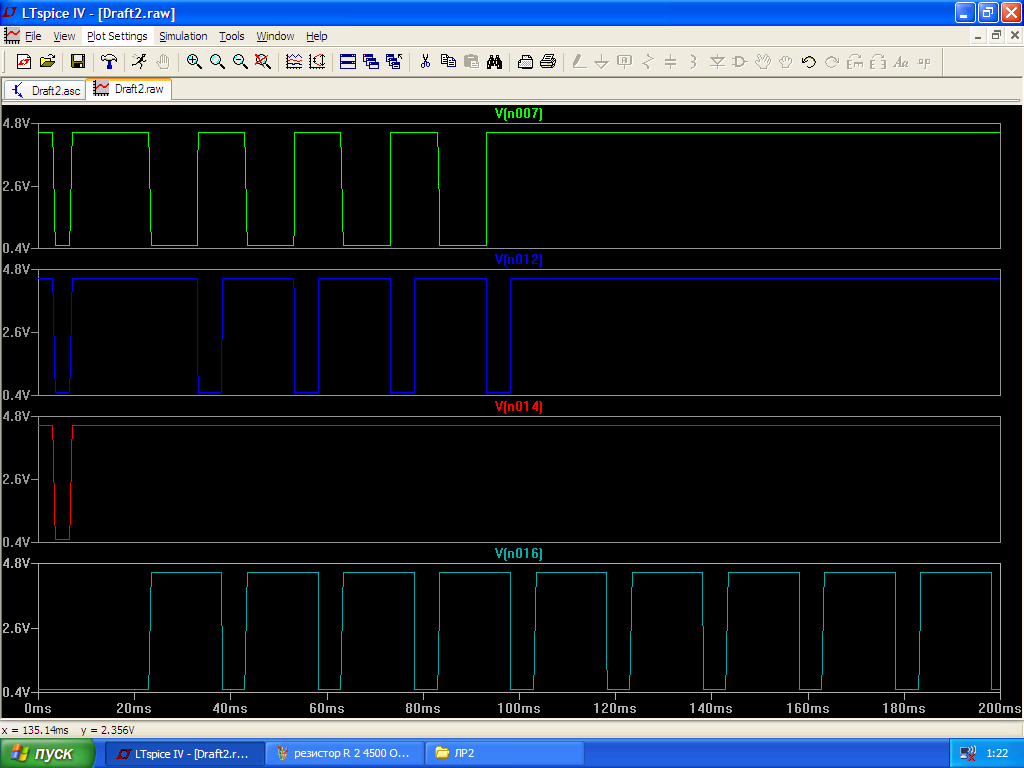 LTspice IV - [Draft2.raw]
File View Plot Settings Simulation Tools Window Help
Draft2.asc Draft2.raw
V(n007)
4.8V
2.6V
0.4V
V(n012)
4.8V
2.6V
0.4V
V(n014)
4.8V
2.6V
0.4V
V(n016)
4.8V
2.6V
0.4V
0ms 20ms 40ms 60ms 80ms 100ms 120ms 140ms 160ms 180ms 200ms
x = 135.14ms y = 2.356V
пуск LTspice IV - [Draft2.r... резистор R 2 4500 О... ЛР2 1:22